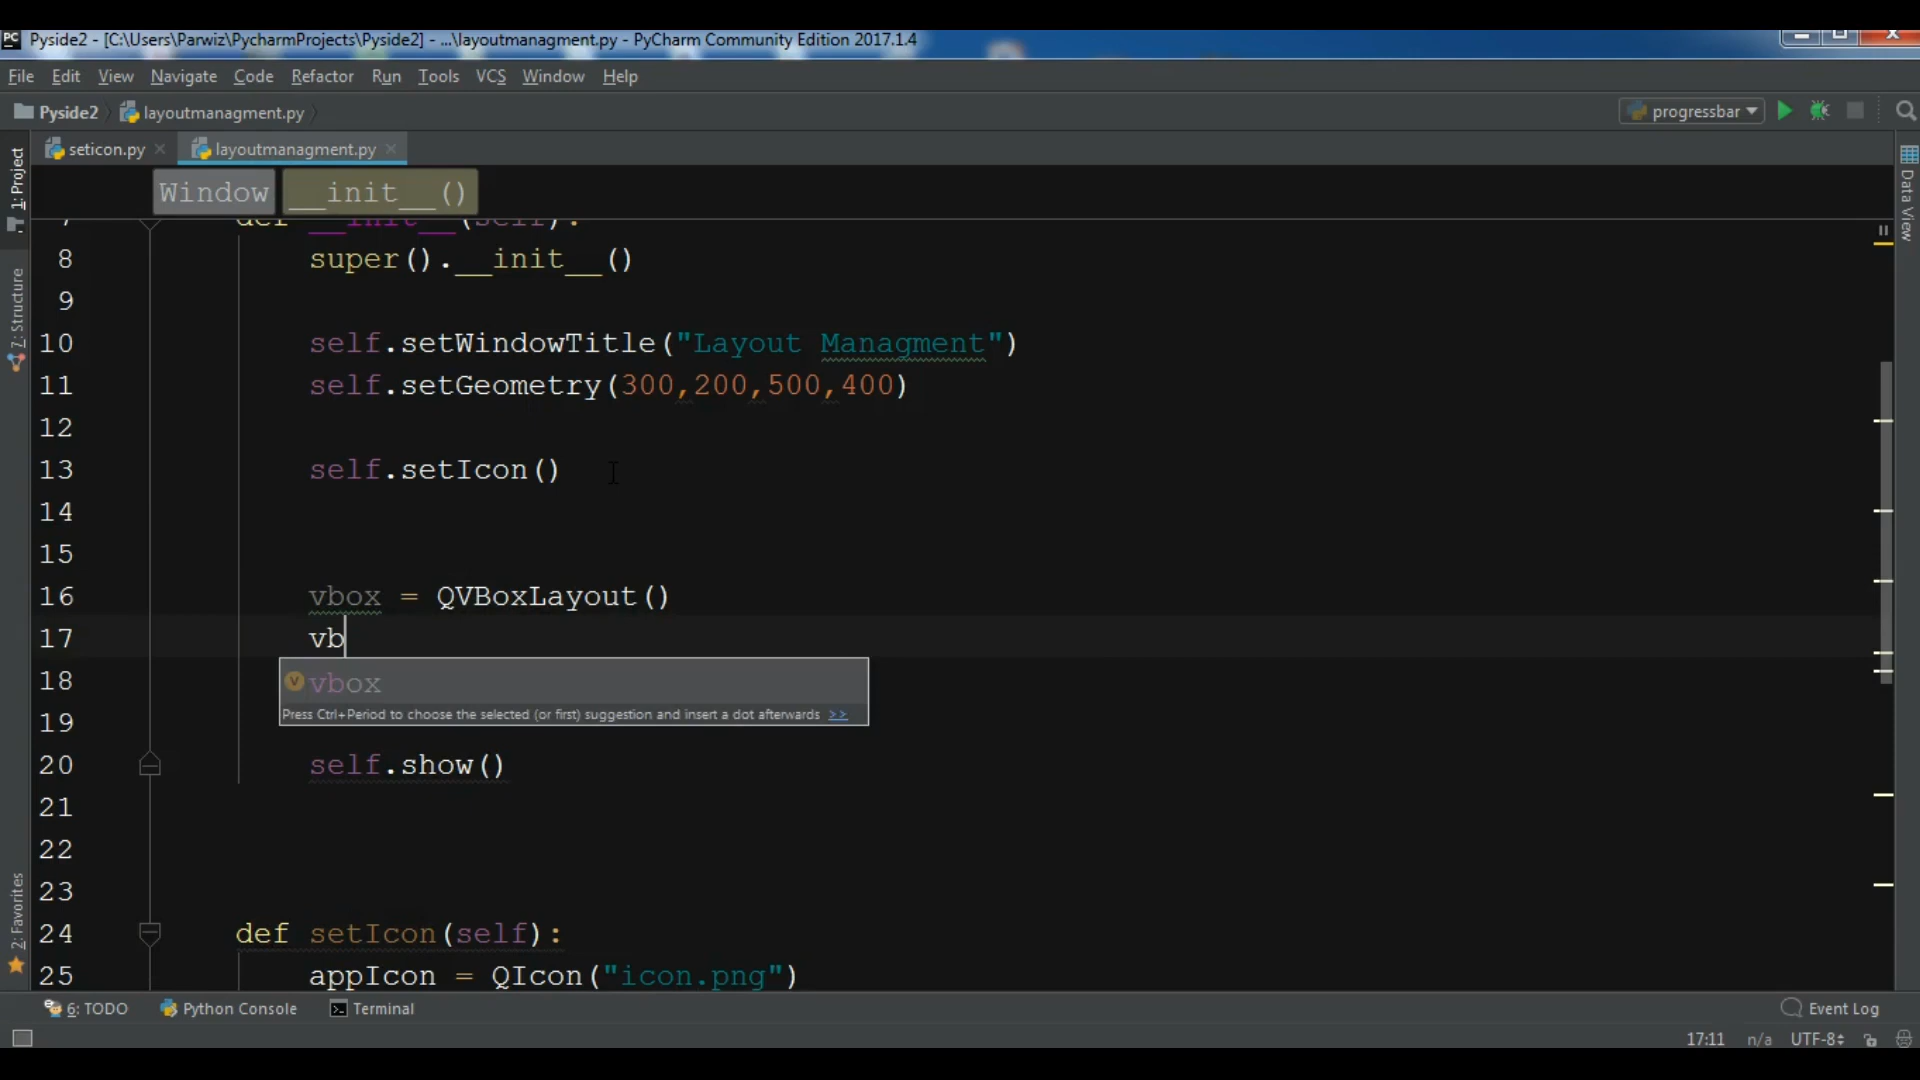 PC Pyside2 - [C:\Users\Parwiz\PycharmProjects\Pyside2] - ...\layoutmanagment.py - PyCharm Community Edition 2017.1.4
File Edit View Navigate Code Refactor Run Tools VCS Window Help
Pyside2 layoutmanagment.py progressbar
seticon.py layoutmanagment.py
Window __init__()
1: Project
7: Structure
2: Favorites
Data View
7 def __init__(self):
8 super().__init__()
9
10 self.setWindowTitle("Layout Managment")
11 self.setGeometry(300,200,500,400)
12
13 self.setIcon()
14
15
16 vbox = QVBoxLayout()
17 vb
18 v vbox
Press Ctrl+Period to choose the selected (or first) suggestion and insert a dot afterwards >>
19
20 self.show()
21
22
23
24 def setIcon(self):
25 appIcon = QIcon("icon.png")
6: TODO Python Console Terminal Event Log
17:11 n/a UTF-8